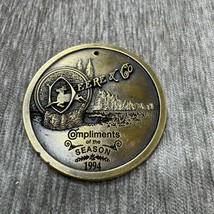 DEERE & CO
Compliments
of the
SEASON
1994